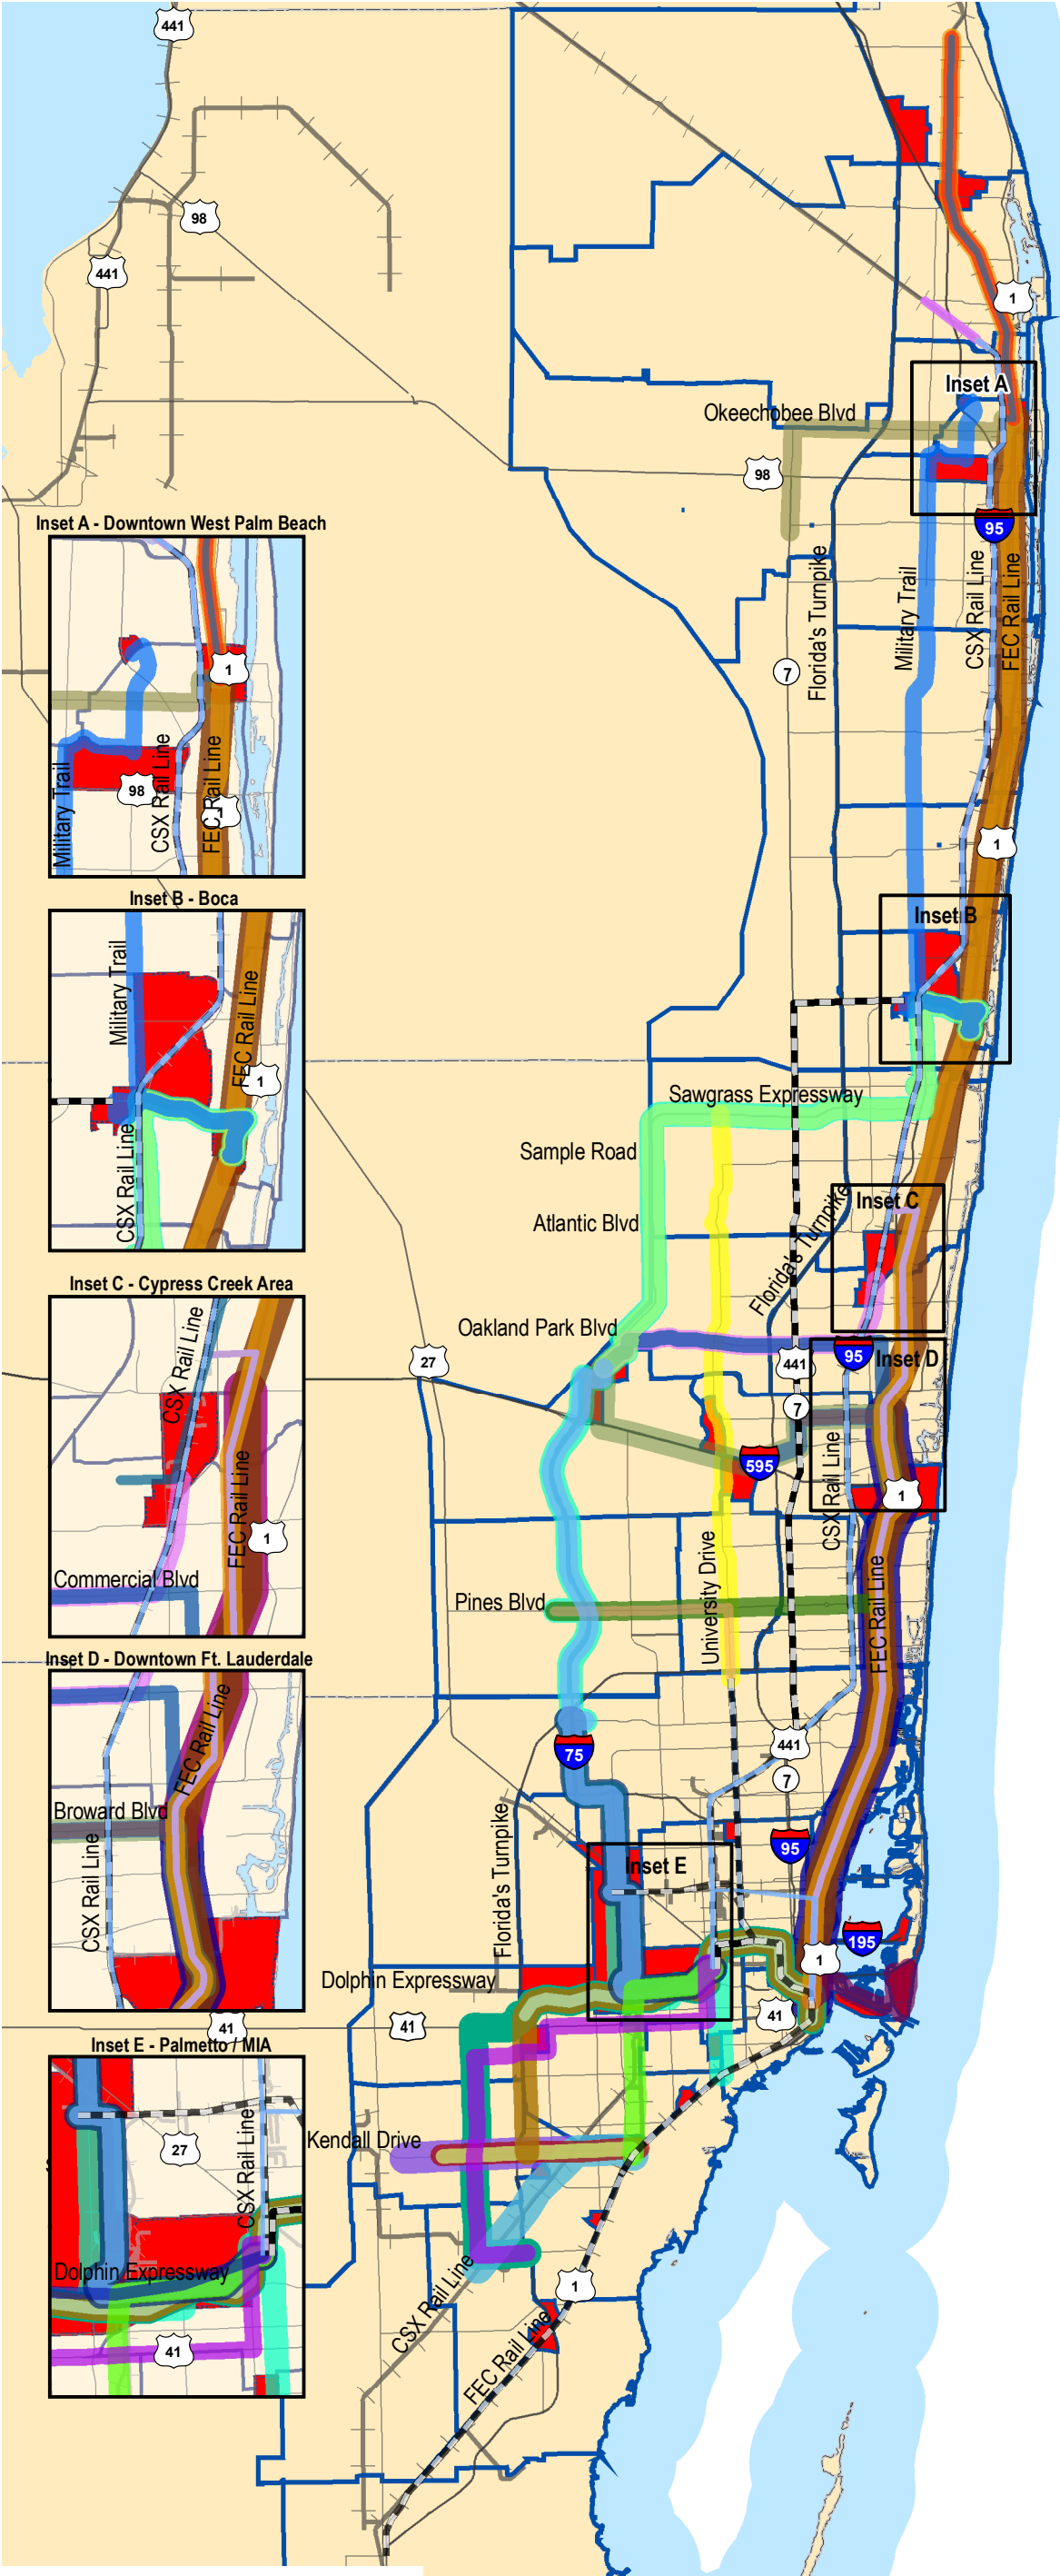 441
98
441
1
Inset A
Okeechobee Blvd
98
95
Inset A - Downtown West Palm Beach
1
98
Military Trail
CSX Rail Line
FEC Rail Line
Florida's Turnpike
Military Trail
CSX Rail Line
FEC Rail Line
7
1
Inset B - Boca
Military Trail
FEC Rail Line
1
CSX Rail Line
Inset B
Sawgrass Expressway
Sample Road
Atlantic Blvd
Florida's Turnpike
Inset C
Inset C - Cypress Creek Area
CSX Rail Line
FEC Rail Line
1
Commercial Blvd
Oakland Park Blvd
27
441
95
Inset D
7
595
CSX Rail Line
1
University Drive
Pines Blvd
FEC Rail Line
Inset D - Downtown Ft. Lauderdale
FEC Rail Line
Broward Blvd
CSX Rail Line
75
441
7
95
Florida's Turnpike
Inset E
195
1
Dolphin Expressway
41
41
41
Inset E - Palmetto / MIA
27
CSX Rail Line
Dolphin Expressway
41
Kendall Drive
CSX Rail Line
1
FEC Rail Line